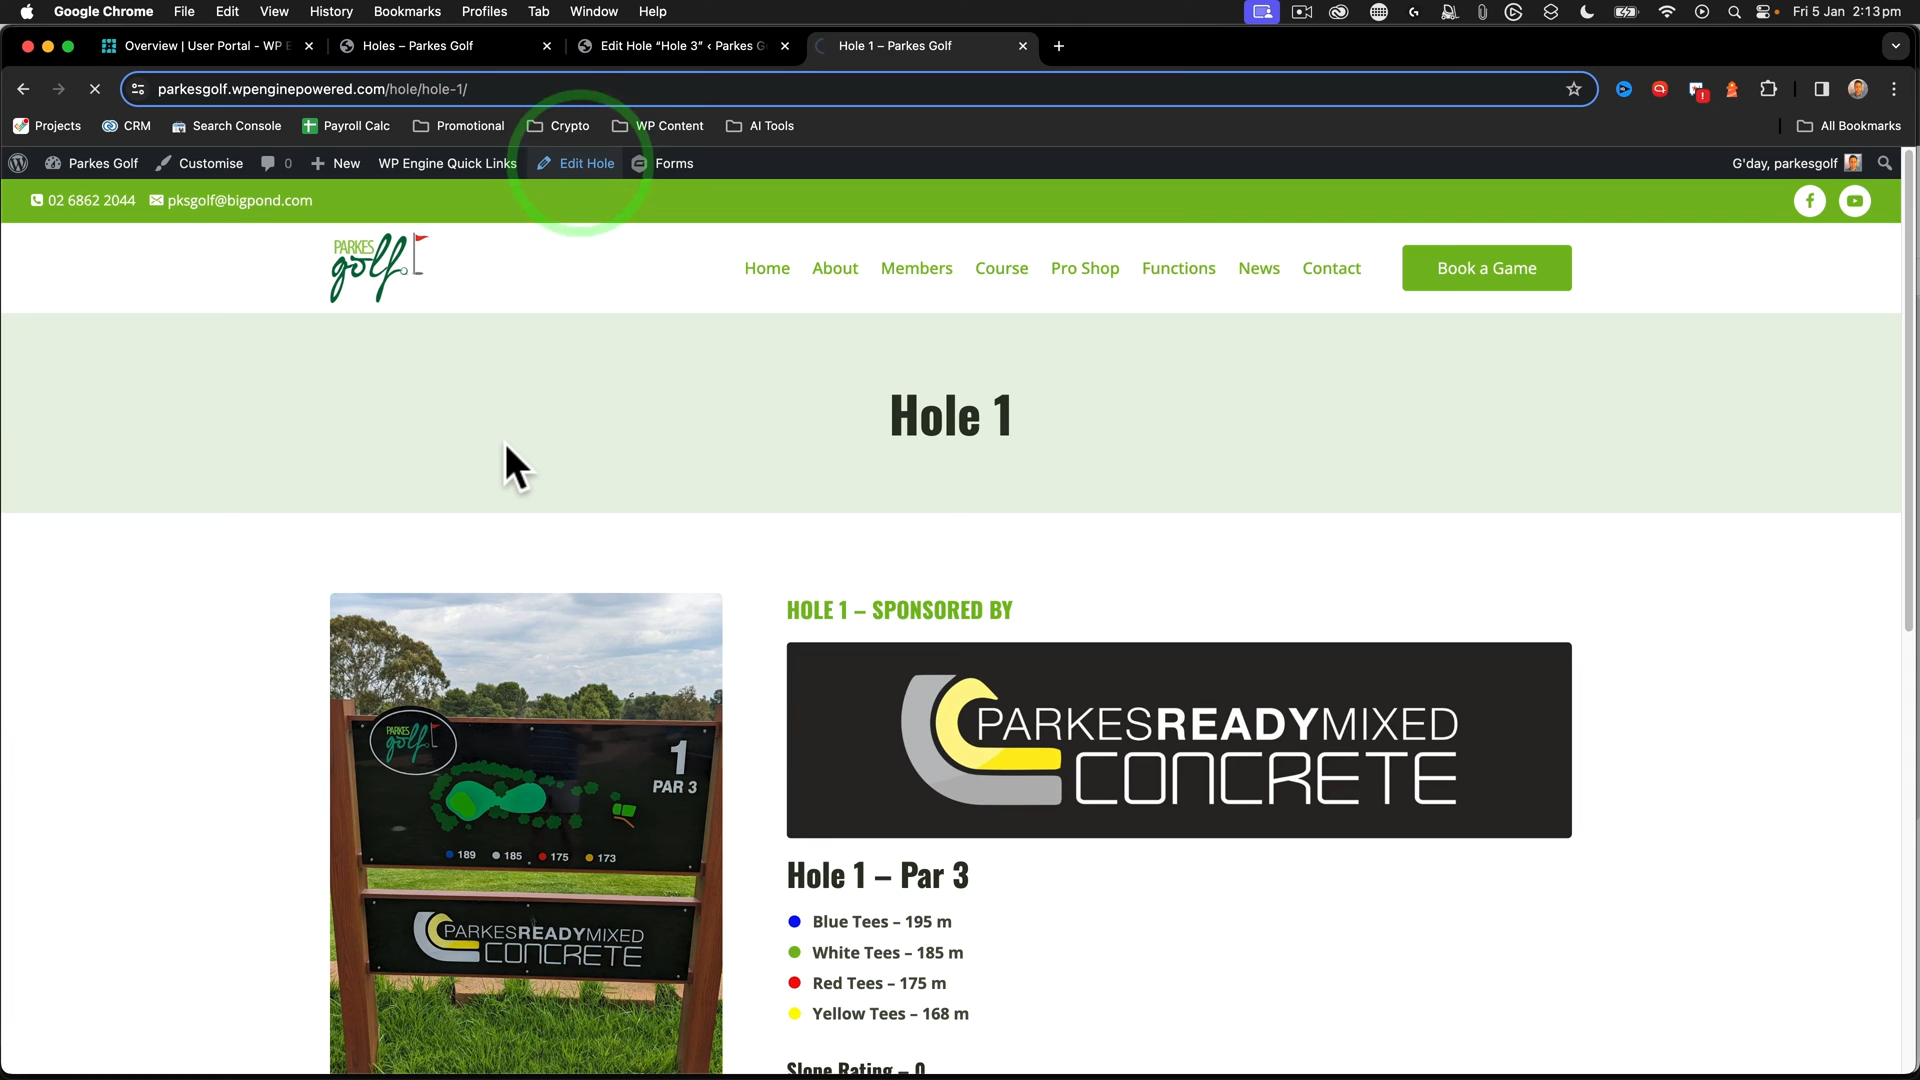 Google Chrome File Edit View History Bookmarks Profiles Tab Window Help Fri 5 Jan 2:13 pm
Overview | User Portal - WP E Holes – Parkes Golf Edit Hole “Hole 3” ‹ Parkes G Hole 1 – Parkes Golf
parkesgolf.wpenginepowered.com/hole/hole-1/
Projects CRM Search Console Payroll Calc Promotional Crypto WP Content AI Tools All Bookmarks
Parkes Golf Customise 0 New WP Engine Quick Links Edit Hole Forms G'day, parkesgolf
02 6862 2044 pksgolf@bigpond.com
PARKES
golf
Home About Members Course Pro Shop Functions News Contact Book a Game
Hole 1
HOLE 1 – SPONSORED BY
PARKESREADYMIXED
CONCRETE
PARKES
golf
1
PAR 3
189 185 175 173
PARKESREADYMIXED
CONCRETE
Hole 1 – Par 3
Blue Tees – 195 m
White Tees – 185 m
Red Tees – 175 m
Yellow Tees – 168 m
Slope Rating – 0